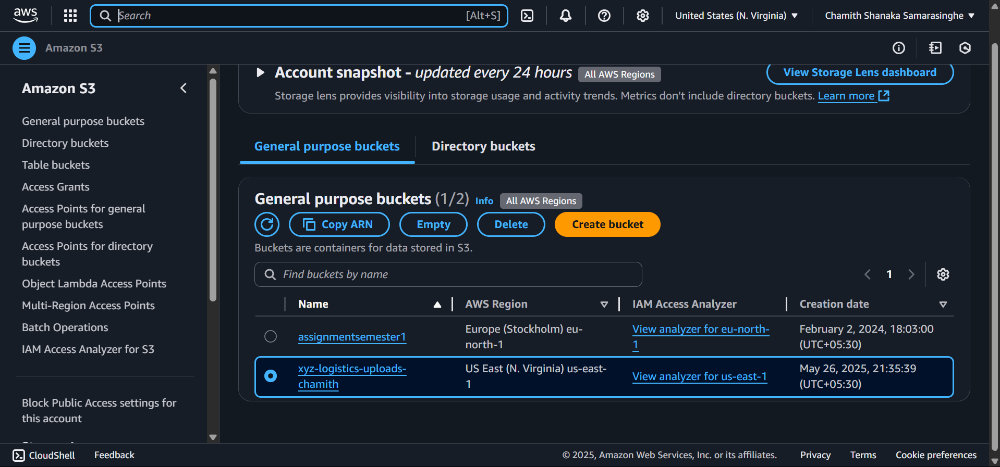 aws
Search [Alt+S]
United States (N. Virginia)
Chamith Shanaka Samarasinghe
Amazon S3
Amazon S3
General purpose buckets
Directory buckets
Table buckets
Access Grants
Access Points for general
purpose buckets
Access Points for directory
buckets
Object Lambda Access Points
Multi-Region Access Points
Batch Operations
IAM Access Analyzer for S3
Block Public Access settings for
this account
Account snapshot - updated every 24 hours All AWS Regions
View Storage Lens dashboard
Storage lens provides visibility into storage usage and activity trends. Metrics don't include directory buckets. Learn more
General purpose buckets
Directory buckets
General purpose buckets (1/2) Info All AWS Regions
Copy ARN
Empty
Delete
Create bucket
Buckets are containers for data stored in S3.
Find buckets by name
1
Name
AWS Region
IAM Access Analyzer
Creation date
assignmentsemester1
Europe (Stockholm) eu-
north-1
View analyzer for eu-north-
1
February 2, 2024, 18:03:00
(UTC+05:30)
xyz-logistics-uploads-
chamith
US East (N. Virginia) us-east-
1
View analyzer for us-east-1
May 26, 2025, 21:35:39
(UTC+05:30)
CloudShell
Feedback
© 2025, Amazon Web Services, Inc. or its affiliates.
Privacy
Terms
Cookie preferences